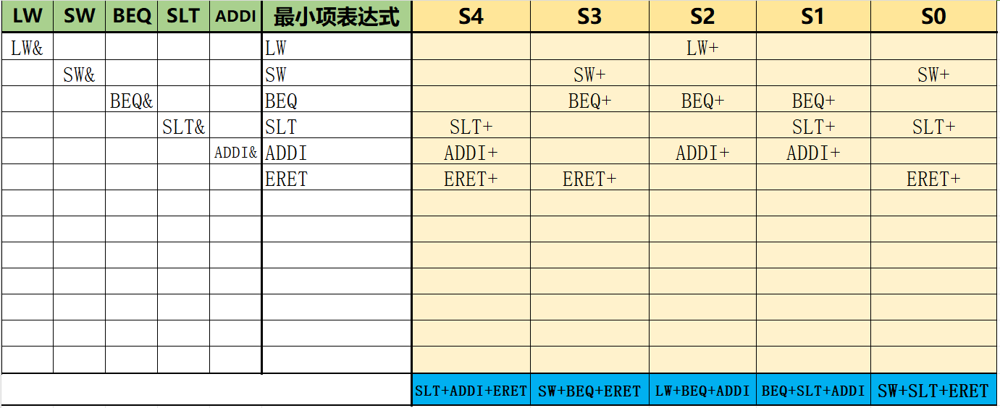 LW SW BEQ SLT ADDI 最小项表达式 S4 S3 S2 S1 S0
LW& LW LW+
SW& SW SW+ SW+
BEQ& BEQ BEQ+ BEQ+ BEQ+
SLT& SLT SLT+ SLT+ SLT+
ADDI& ADDI ADDI+ ADDI+ ADDI+
ERET ERET+ ERET+ ERET+
SLT+ADDI+ERET SW+BEQ+ERET LW+BEQ+ADDI BEQ+SLT+ADDI SW+SLT+ERET